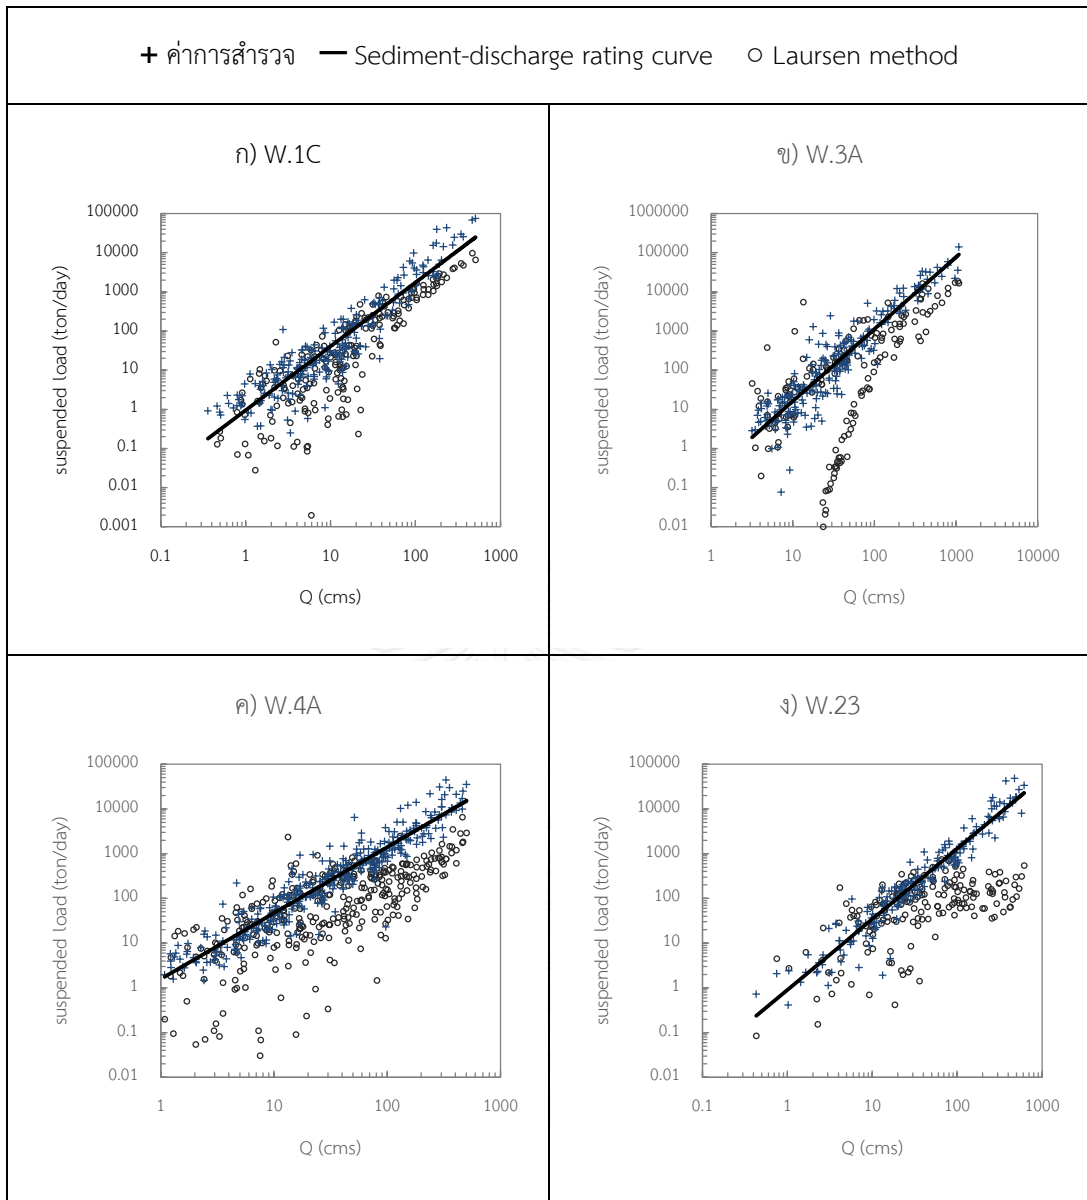 + ค่าการสำรวจ — Sediment-discharge rating curve ○ Laursen method
ก) W.1C
suspended load (ton/day)
100000
10000
1000
100
10
1
0.1
0.01
0.001
0.1 1 10 100 1000
Q (cms)
ข) W.3A
suspended load (ton/day)
1000000
100000
10000
1000
100
10
1
0.1
0.01
1 10 100 1000 10000
Q (cms)
ค) W.4A
suspended load (ton/day)
100000
10000
1000
100
10
1
0.1
0.01
1 10 100 1000
Q (cms)
ง) W.23
suspended load (ton/day)
100000
10000
1000
100
10
1
0.1
0.01
0.1 1 10 100 1000
Q (cms)